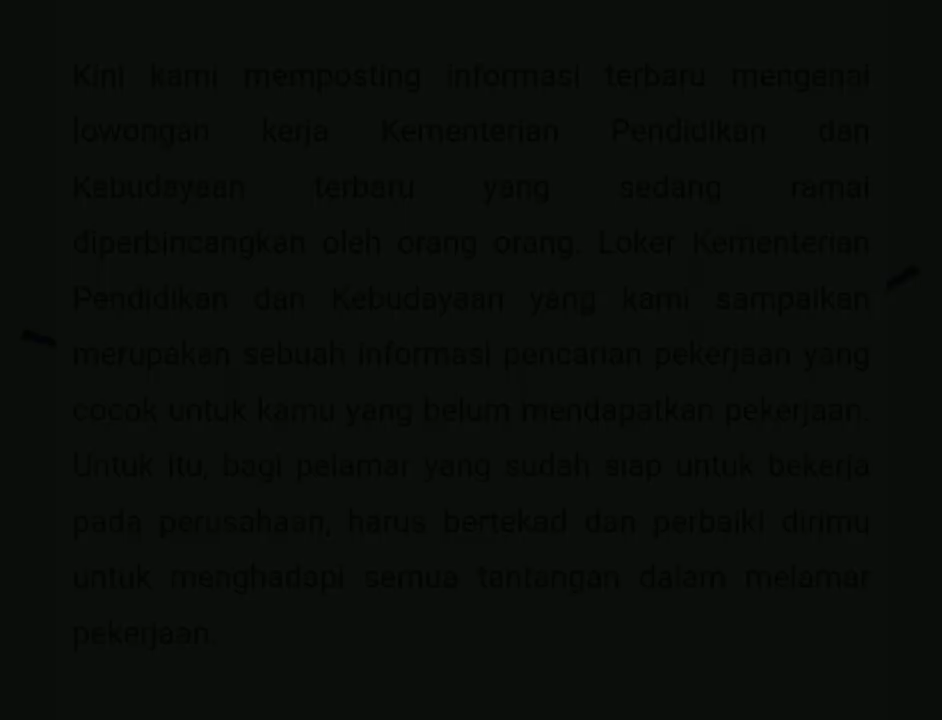 Kini kami memposting informasi terbaru mengenai
lowongan kerja Kementerian Pendidikan dan
Kebudayaan terbaru yang sedang ramai
diperbincangkan oleh orang orang. Loker Kementerian
Pendidikan dan Kebudayaan yang kami sampaikan
merupakan sebuah informasi pencarian pekerjaan yang
cocok untuk kamu yang belum mendapatkan pekerjaan.
Untuk itu, bagi pelamar yang sudah siap untuk bekerja
pada perusahaan, harus bertekad dan perbaiki dirimu
untuk menghadapi semua tantangan dalam melamar
pekerjaan.